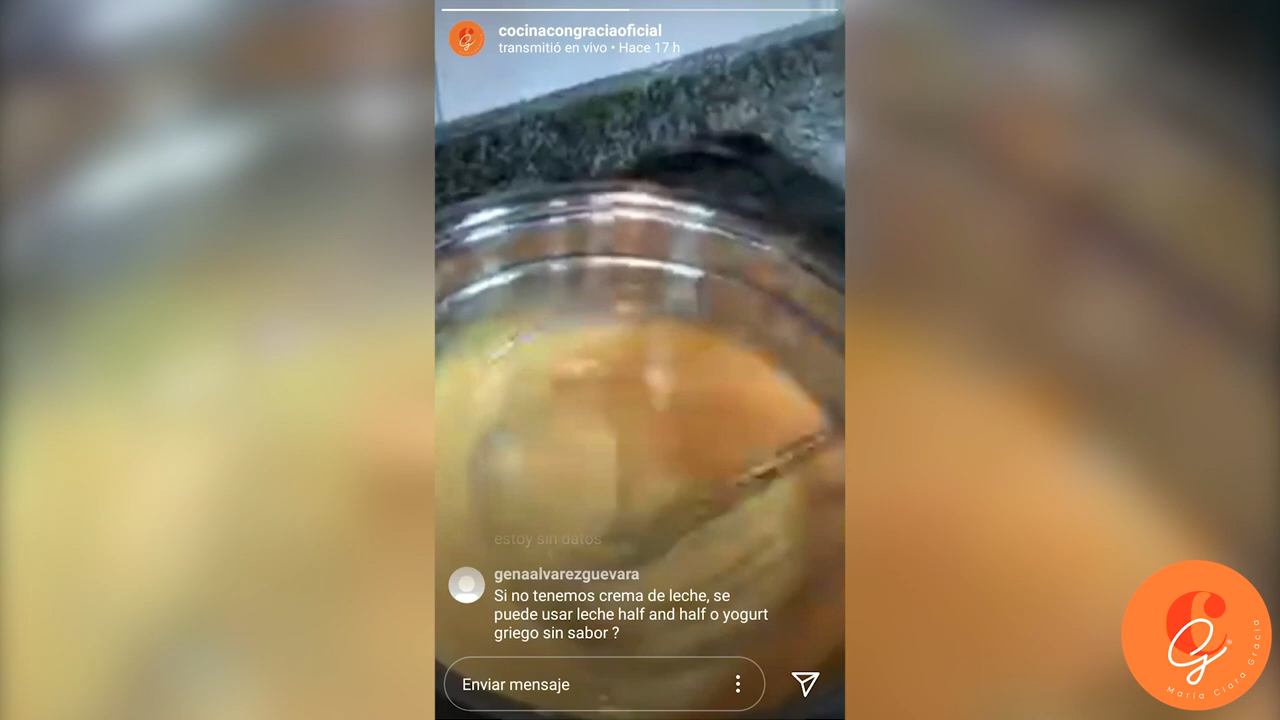 cocinacongraciaoficial
transmitió en vivo • Hace 17 h
estoy sin datos
genaalvarezguevara
Si no tenemos crema de leche, se
puede usar leche half and half o yogurt
griego sin sabor ?
Enviar mensaje
María Clara Gracia